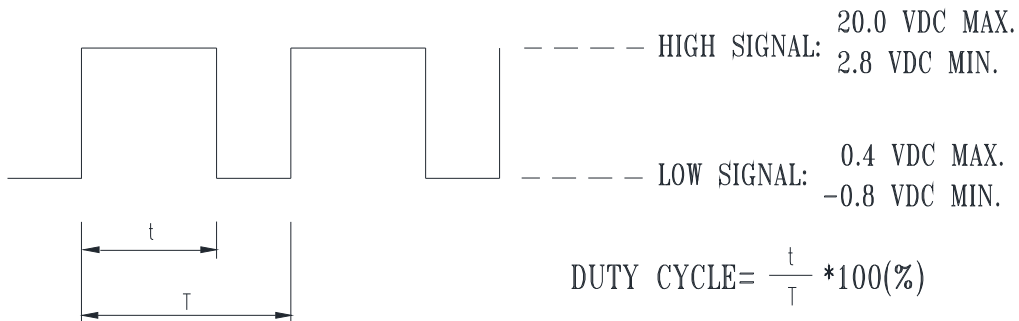 HIGH SIGNAL: 20.0 VDC MAX.
2.8 VDC MIN.
LOW SIGNAL: 0.4 VDC MAX.
-0.8 VDC MIN.
t
T
DUTY CYCLE= t/T *100(%)